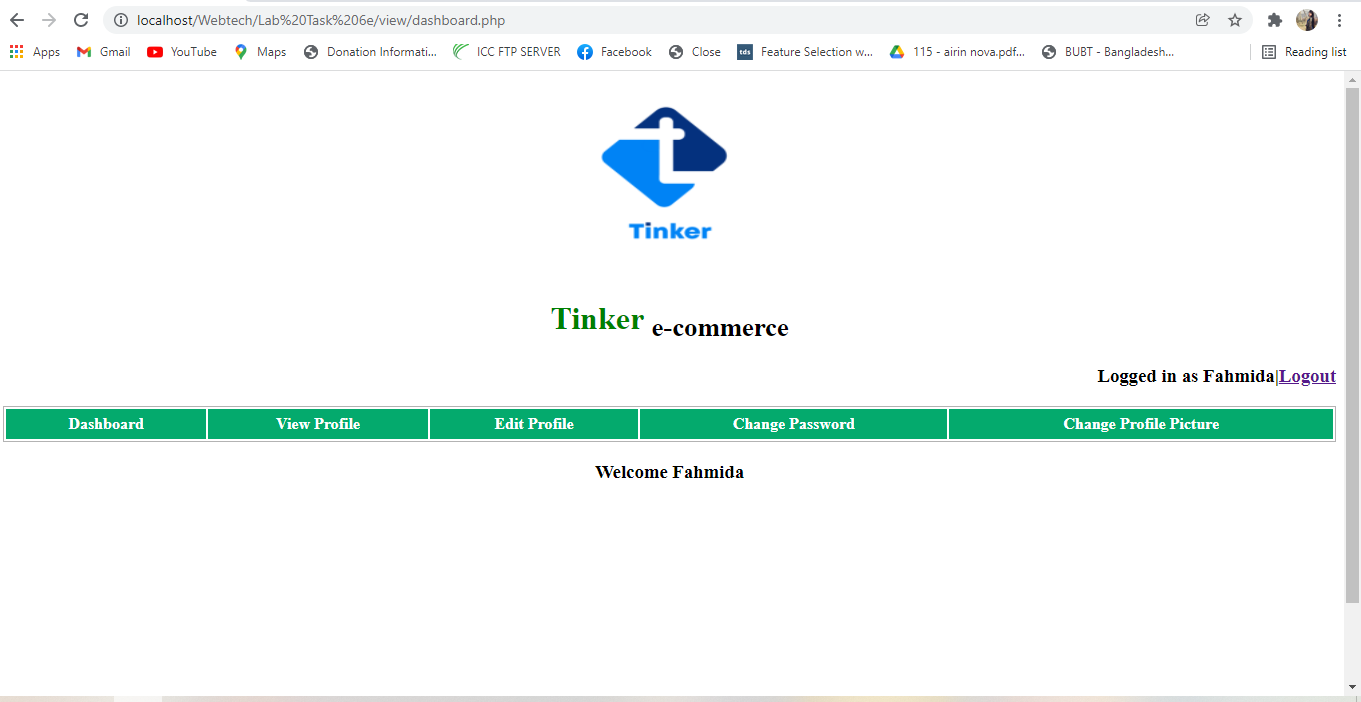 localhost/Webtech/Lab%20Task%206e/view/dashboard.php
Apps Gmail YouTube Maps Donation Informati... ICC FTP SERVER Facebook Close tds Feature Selection w... 115 - airin nova.pdf... BUBT - Bangladesh... Reading list
t
Tinker
Tinker e-commerce
Logged in as Fahmida|Logout
Dashboard View Profile Edit Profile Change Password Change Profile Picture
Welcome Fahmida